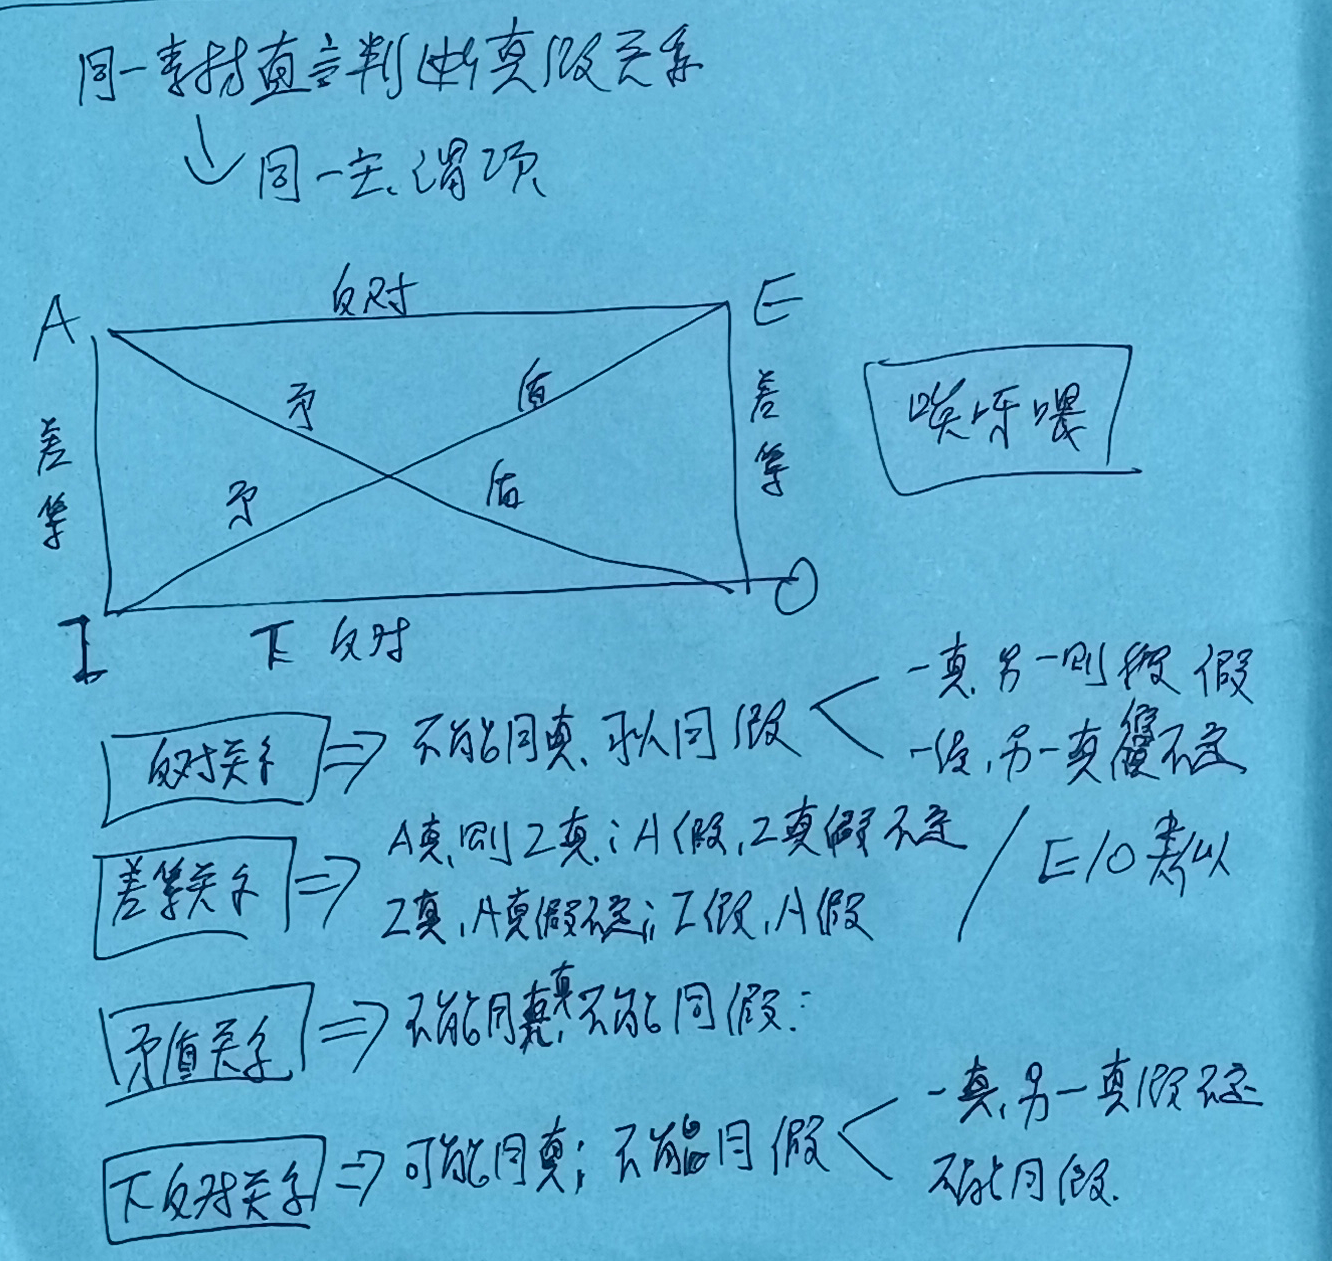 同一素材直言判断真假关系
同一主、谓项
A
反对
E
矛
盾
差等
差等
唉呀喂
矛
盾
I
下反对
O
反对关系 ⇒ 不能同真、可以同假
一真,另一则假
一假,另一真假不定
差等关系 ⇒ A真,则I真;A假,I真假不定
I真,A真假不定;I假,A假
/ E/O类似
矛盾关系 ⇒ 不能同真,不能同假:
下反对关系 ⇒ 可能同真;不能同假
一真,另一真假不定
不能同假.